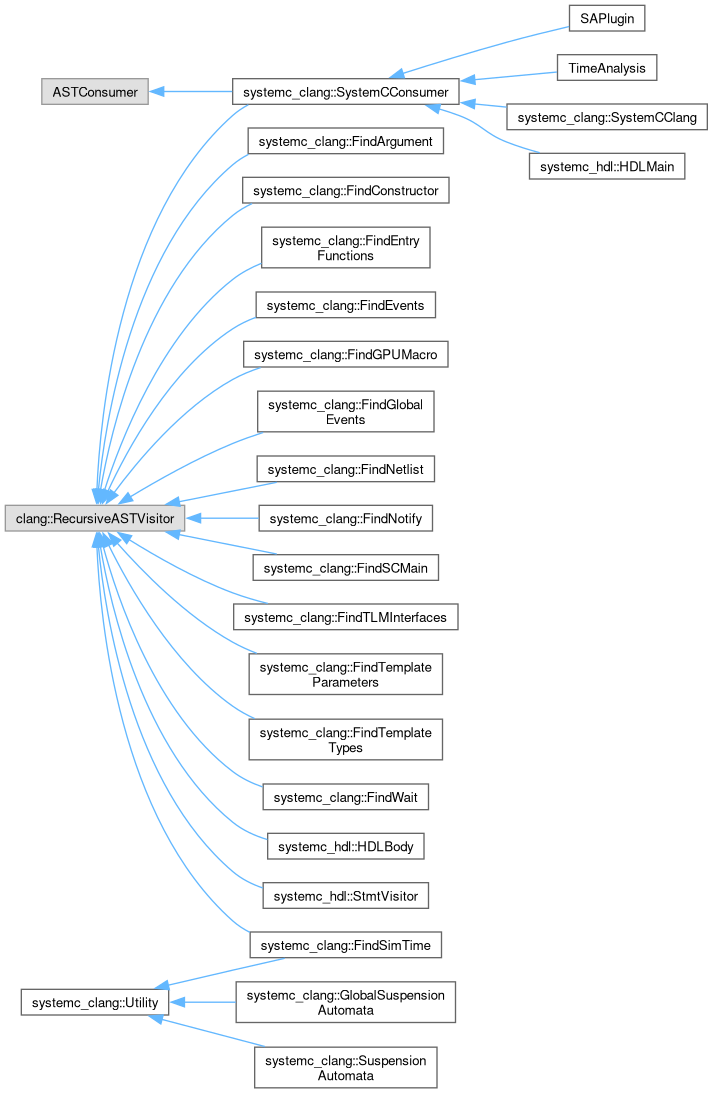 SAPlugin
TimeAnalysis
ASTConsumer
systemc_clang::SystemCConsumer
systemc_clang::SystemCClang
systemc_clang::FindArgument
systemc_hdl::HDLMain
systemc_clang::FindConstructor
systemc_clang::FindEntry
Functions
systemc_clang::FindEvents
systemc_clang::FindGPUMacro
systemc_clang::FindGlobal
Events
systemc_clang::FindNetlist
clang::RecursiveASTVisitor
systemc_clang::FindNotify
systemc_clang::FindSCMain
systemc_clang::FindTLMInterfaces
systemc_clang::FindTemplate
Parameters
systemc_clang::FindTemplate
Types
systemc_clang::FindWait
systemc_hdl::HDLBody
systemc_hdl::StmtVisitor
systemc_clang::FindSimTime
systemc_clang::Utility
systemc_clang::GlobalSuspension
Automata
systemc_clang::Suspension
Automata